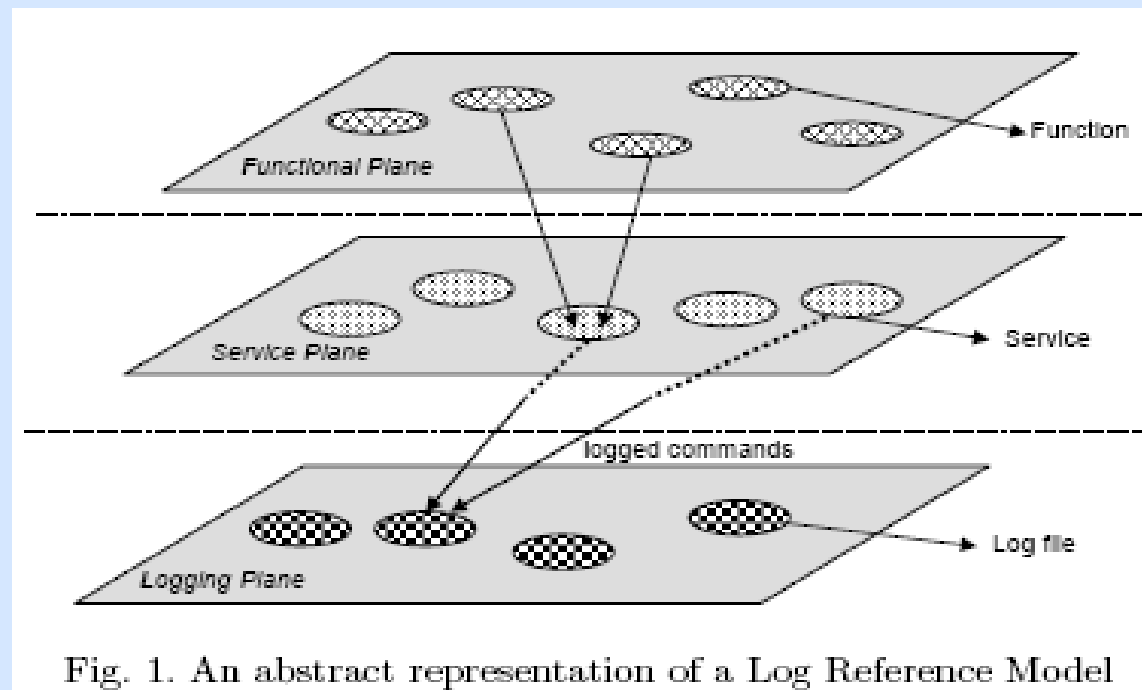 Function
Functional Plane
Service
Service Plane
logged commands
Log file
Logging Plane
Fig. 1. An abstract representation of a Log Reference Model